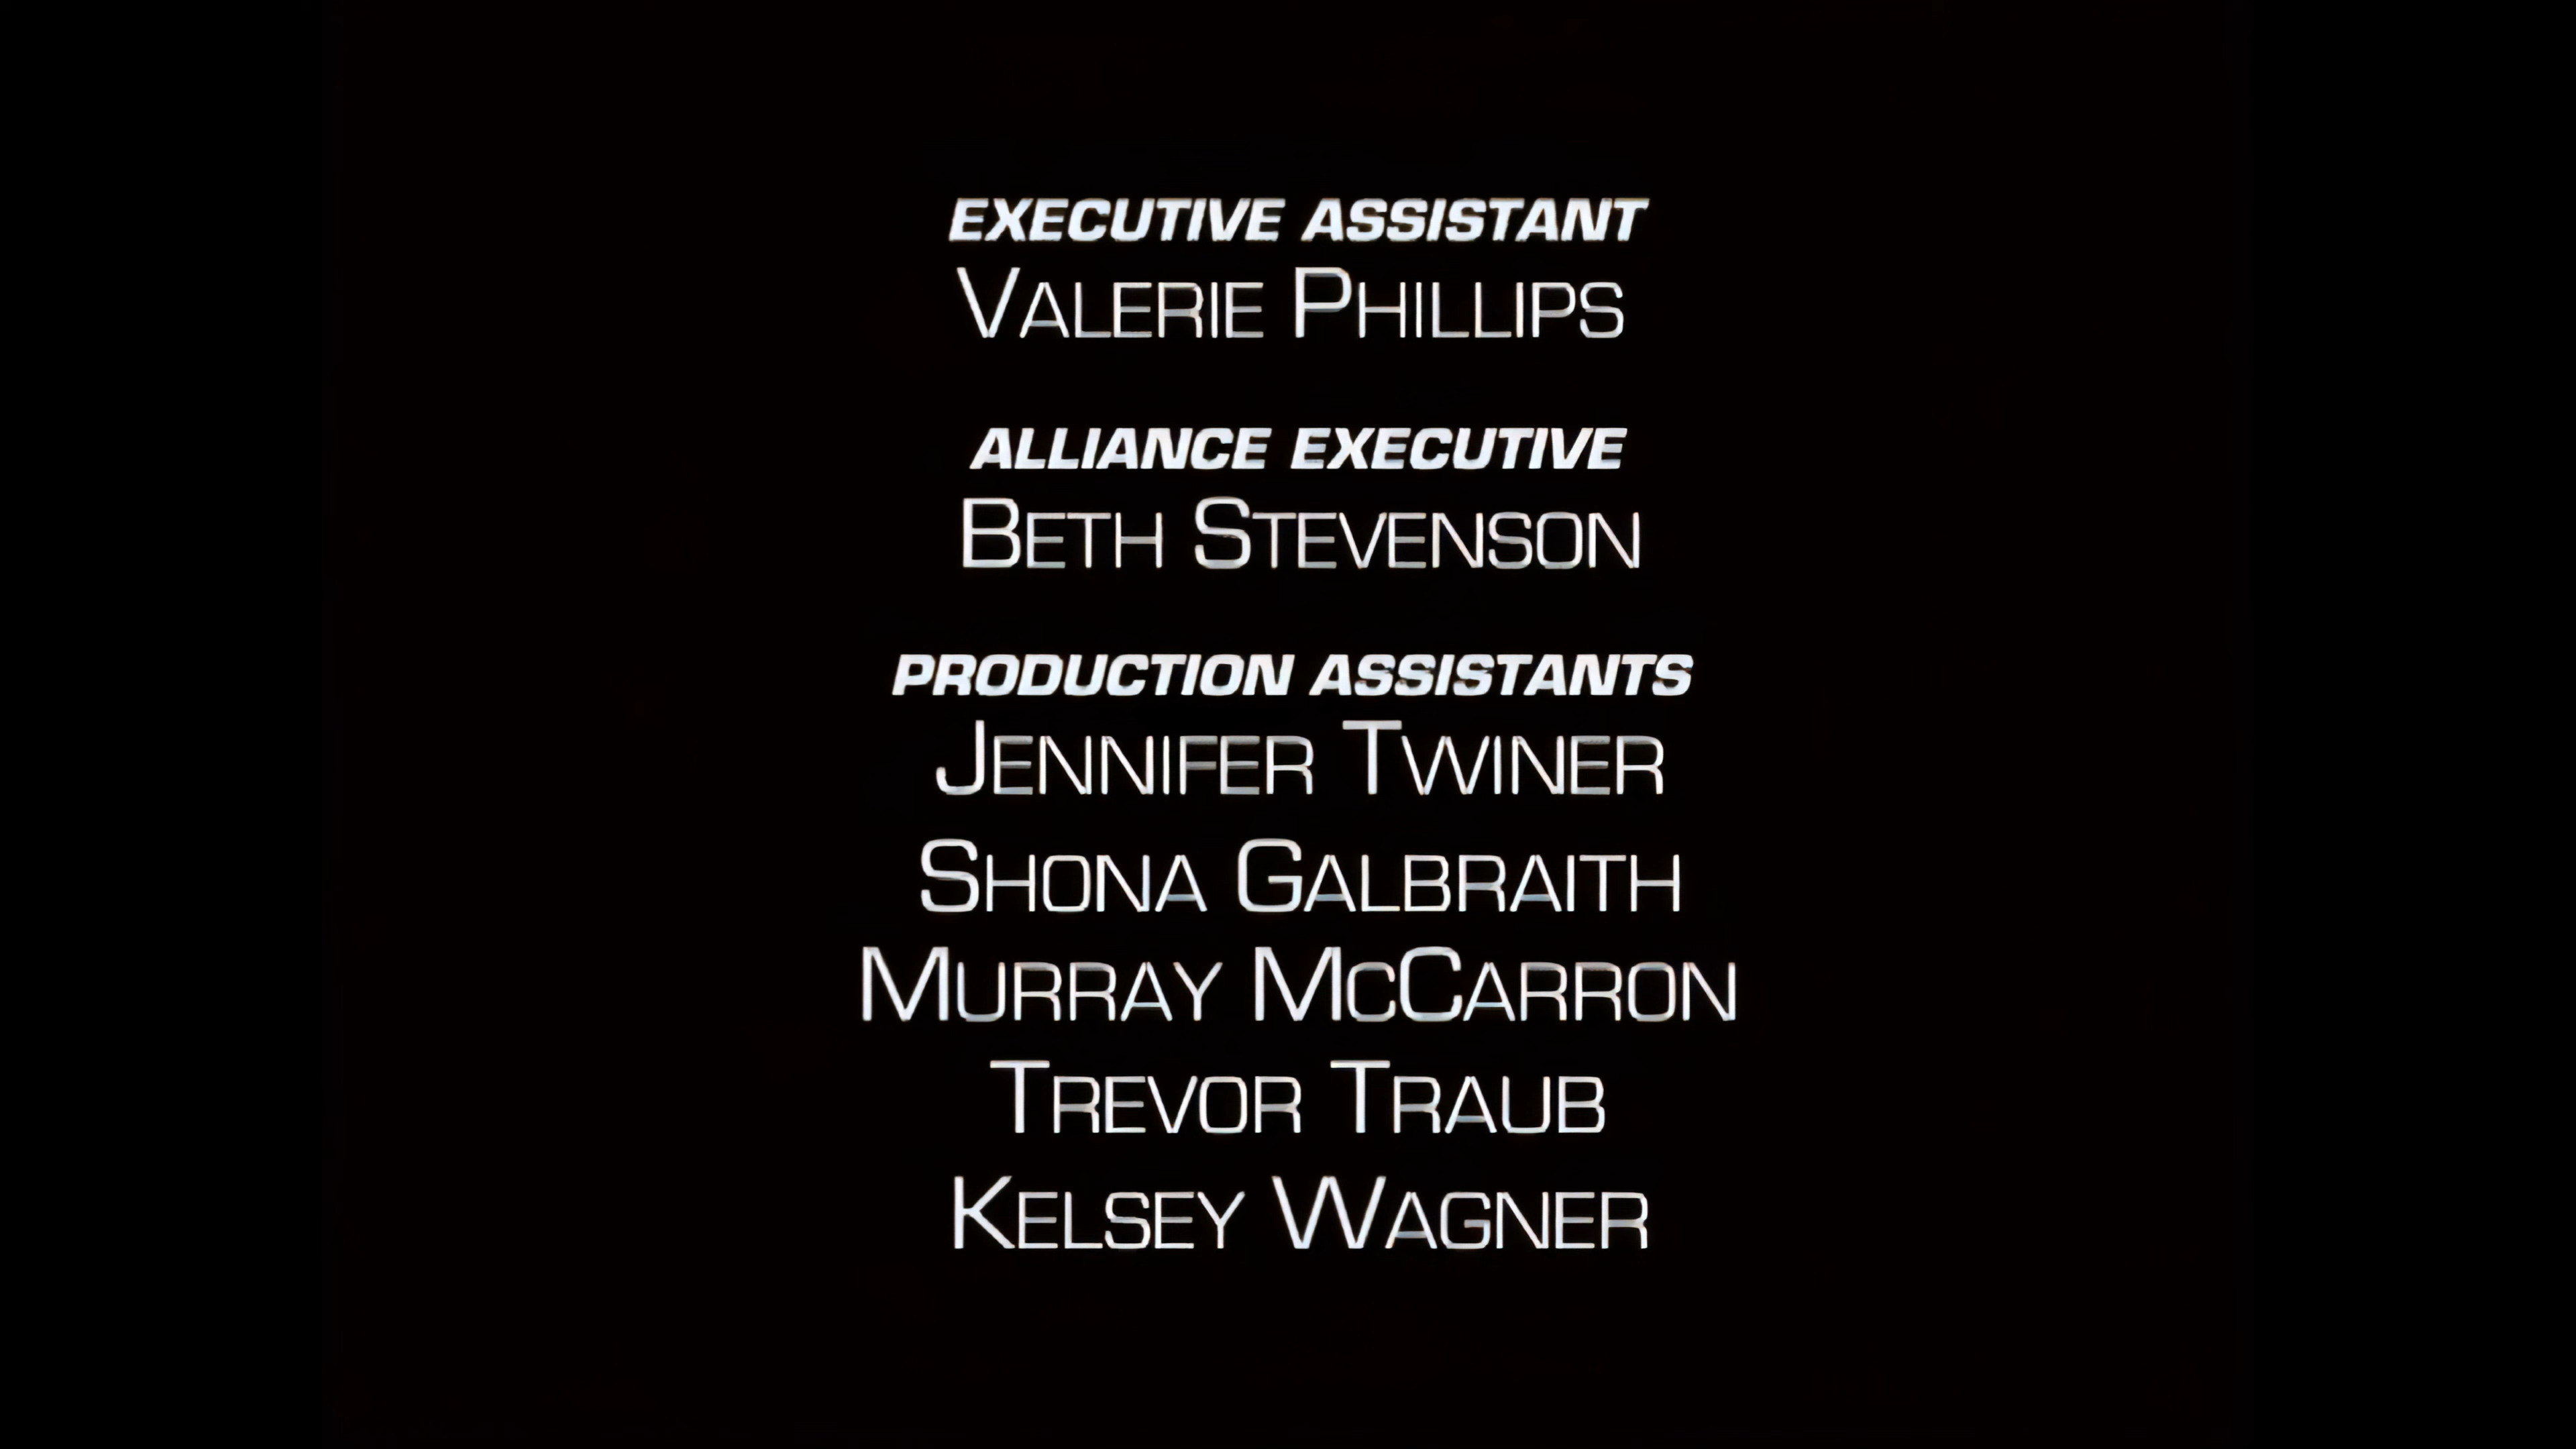 EXECUTIVE ASSISTANT
VALERIE PHILLIPS
ALLIANCE EXECUTIVE
BETH STEVENSON
PRODUCTION ASSISTANTS
JENNIFER TWINER
SHONA GALBRAITH
MURRAY MCCARRON
TREVOR TRAUB
KELSEY WAGNER